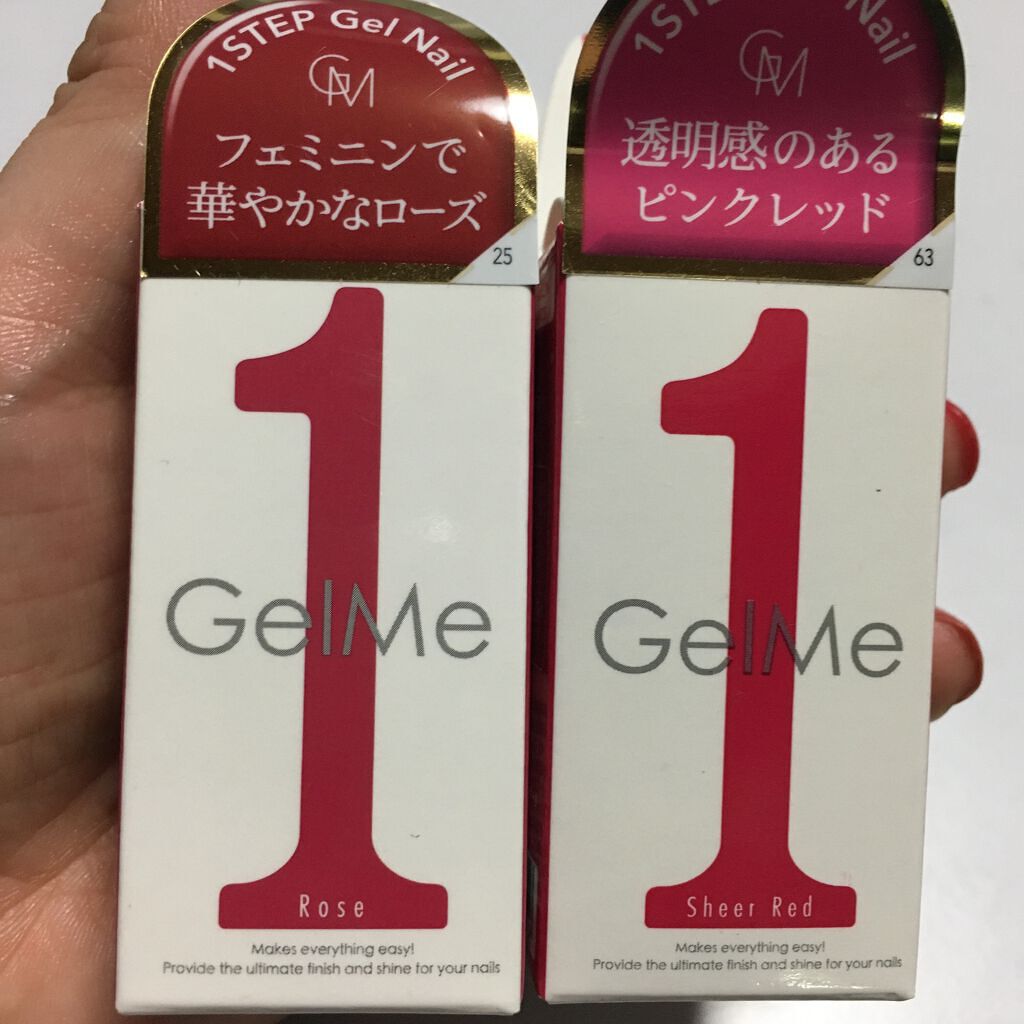 1STEP Gel Nail
GM
フェミニンで
華やかなローズ
25
1
GelMe
Rose
Makes everything easy!
Provide the ultimate finish and shine for your nails
1STEP Nail
GM
透明感のある
ピンクレッド
63
1
GelMe
Sheer Red
Makes everything easy!
Provide the ultimate finish and shine for your nails